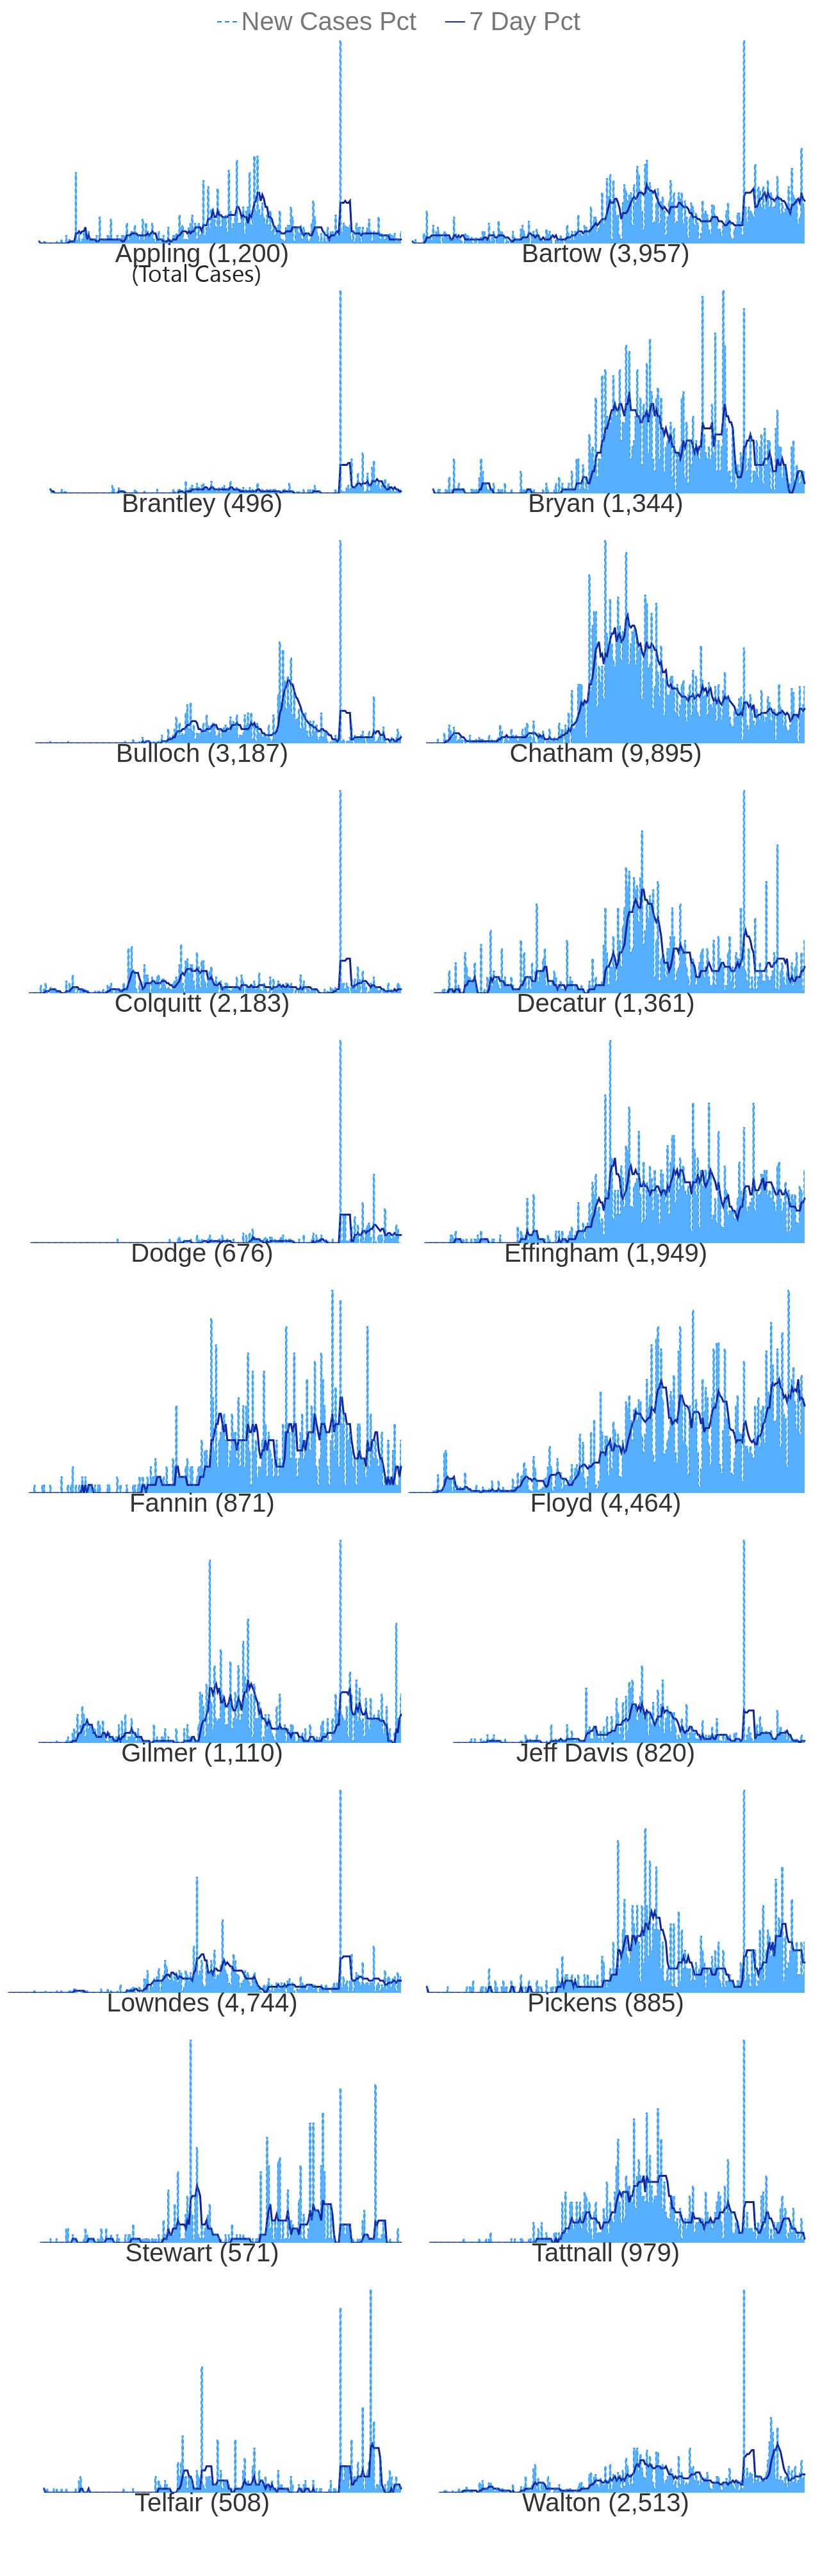 New Cases Pct 7 Day Pct
Appling (1,200) Bartow (3,957)
(Total Cases)
Brantley (496) Bryan (1,344)
Bulloch (3,187) Chatham (9,895)
Colquitt (2,183) Decatur (1,361)
Dodge (676) Effingham (1,949)
Fannin (871) Floyd (4,464)
Gilmer (1,110) Jeff Davis (820)
Lowndes (4,744) Pickens (885)
Stewart (571) Tattnall (979)
Telfair (508) Walton (2,513)